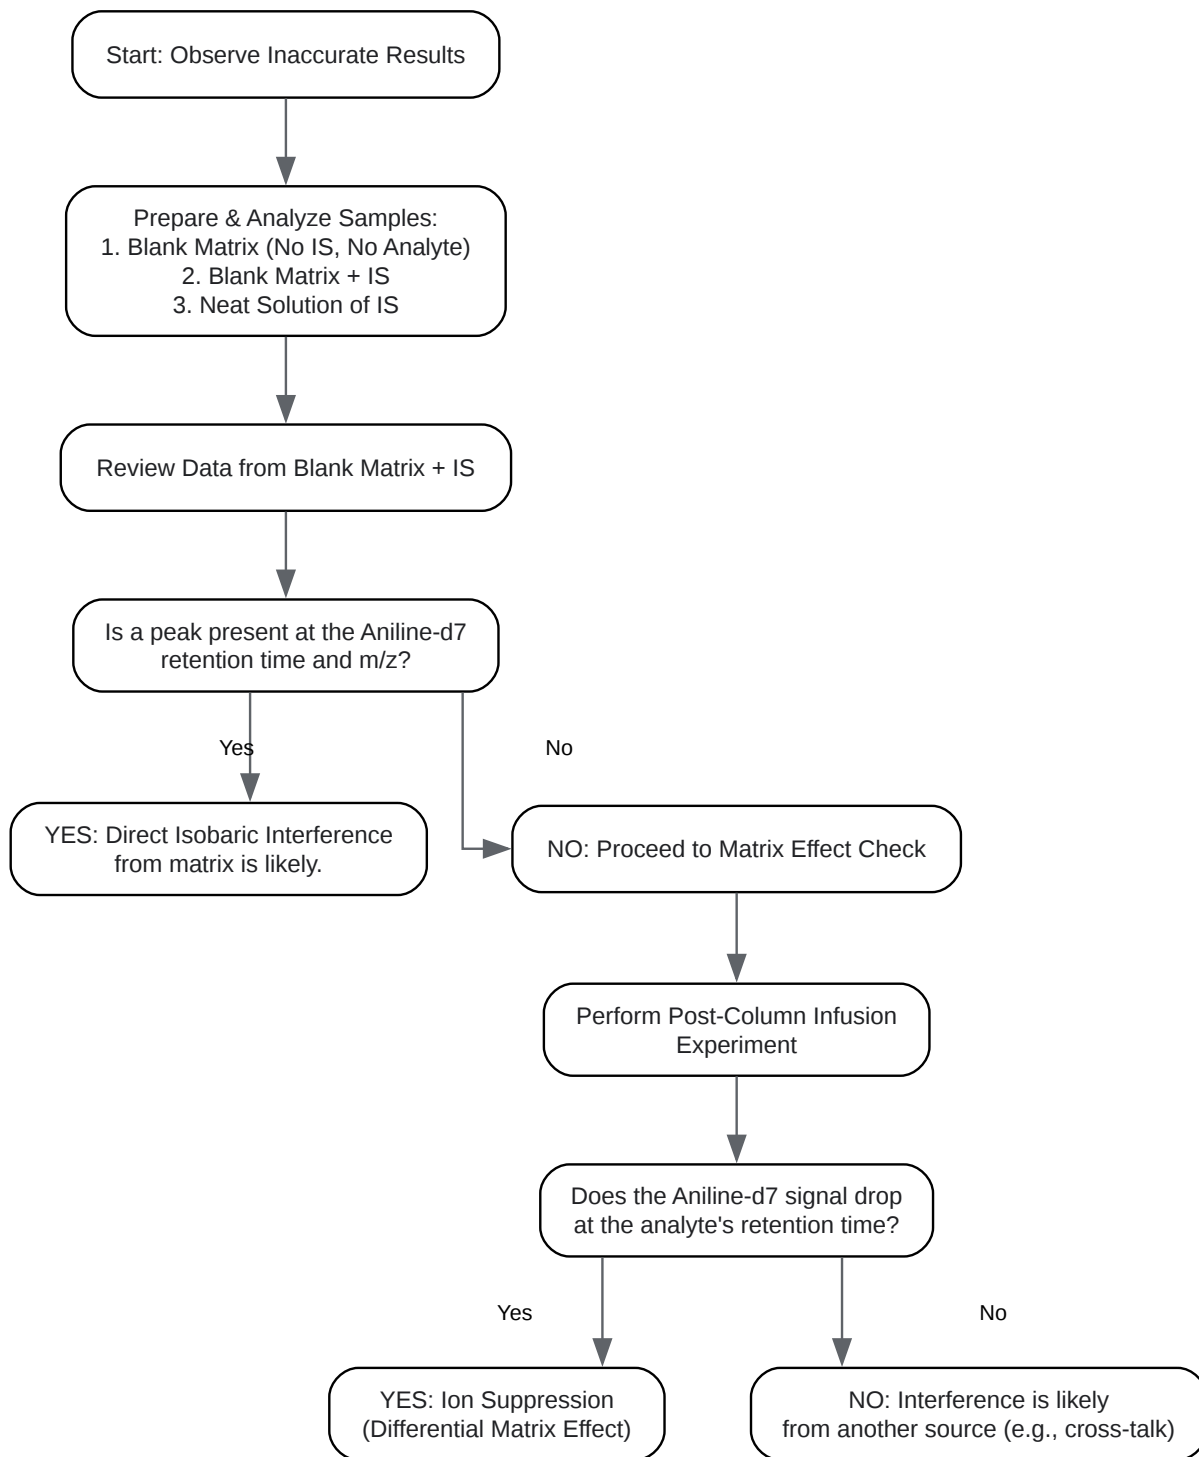 Start: Observe Inaccurate Results
Prepare & Analyze Samples:
1. Blank Matrix (No IS, No Analyte)
2. Blank Matrix + IS
3. Neat Solution of IS
Review Data from Blank Matrix + IS
Is a peak present at the Aniline-d7
retention time and m/z?
Yes
No
YES: Direct Isobaric Interference
from matrix is likely.
NO: Proceed to Matrix Effect Check
Perform Post-Column Infusion
Experiment
Does the Aniline-d7 signal drop
at the analyte's retention time?
Yes
No
YES: Ion Suppression
(Differential Matrix Effect)
NO: Interference is likely
from another source (e.g., cross-talk)